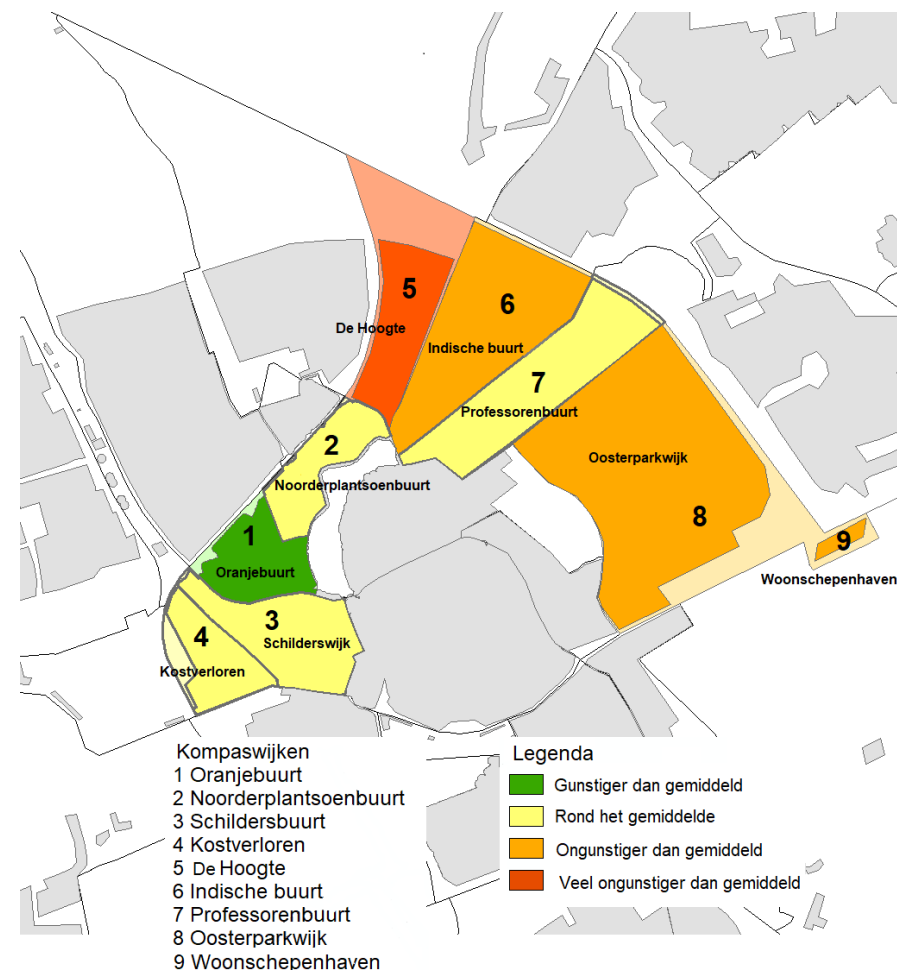 5
De Hoogte
6
Indische buurt
7
Professorenbuurt
2
Noorderplantsoenbuurt
Oosterparkwijk
8
9
Woonschepenhaven
1
Oranjebuurt
3
Schilderswijk
4
Kostverloren
Kompaswijken
1 Oranjebuurt
2 Noorderplantsoenbuurt
3 Schildersbuurt
4 Kostverloren
5 De Hoogte
6 Indische buurt
7 Professorenbuurt
8 Oosterparkwijk
9 Woonschepenhaven
Legenda
Gunstiger dan gemiddeld
Rond het gemiddelde
Ongunstiger dan gemiddeld
Veel ongunstiger dan gemiddeld